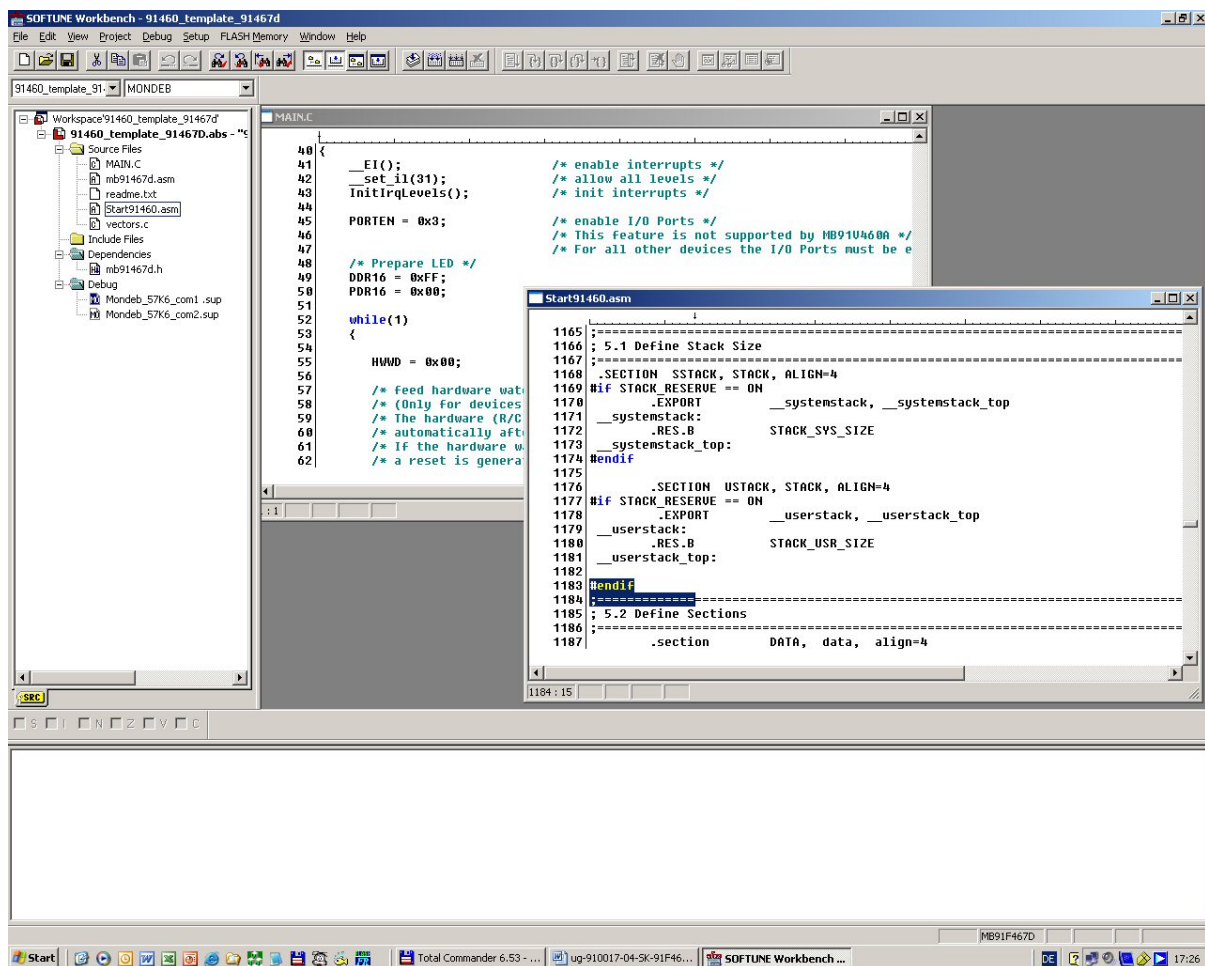 SOFTUNE Workbench - 91460_template_91467d
File Edit View Project Debug Setup FLASH Memory Window Help
91460_template_91- MONDEB
Workspace'91460_template_91467d'
91460_template_91467D.abs - "9
Source Files
MAIN.C
mb91467d.asm
readme.txt
Start91460.asm
vectors.c
Include Files
Dependencies
mb91467d.h
Debug
Mondeb_57K6_com1 .sup
Mondeb_57K6_com2.sup
SRC
MAIN.C
40 {
41 __EI(); /* enable interrupts */
42 __set_il(31); /* allow all levels */
43 InitIrqLevels(); /* init interrupts */
44
45 PORTEN = 0x3; /* enable I/O Ports */
46 /* This feature is not supported by MB91V460A */
47 /* For all other devices the I/O Ports must be e
48 /* Prepare LED */
49 DDR16 = 0xFF;
50 PDR16 = 0x00;
51
52 while(1)
53 {
54
55 HWWD = 0x00;
56
57 /* feed hardware wat
58 /* (Only for devices
59 /* The hardware (R/C
60 /* automatically aft
61 /* If the hardware w
62 /* a reset is genera
: 1
Start91460.asm
1165 ;==============================================================================
1166 ; 5.1 Define Stack Size
1167 ;==============================================================================
1168 .SECTION SSTACK, STACK, ALIGN=4
1169 #if STACK_RESERVE == ON
1170 .EXPORT __systemstack, __systemstack_top
1171 __systemstack:
1172 .RES.B STACK_SYS_SIZE
1173 __systemstack_top:
1174 #endif
1175
1176 .SECTION USTACK, STACK, ALIGN=4
1177 #if STACK_RESERVE == ON
1178 .EXPORT __userstack, __userstack_top
1179 __userstack:
1180 .RES.B STACK_USR_SIZE
1181 __userstack_top:
1182
1183 #endif
1184 ;==============================================================================
1185 ; 5.2 Define Sections
1186 ;==============================================================================
1187 .section DATA, data, align=4
1184 : 15
S I N Z V C
MB91F467D
Start Total Commander 6.53 - ... ug-910017-04-SK-91F46... SOFTUNE Workbench ... DE 17:26